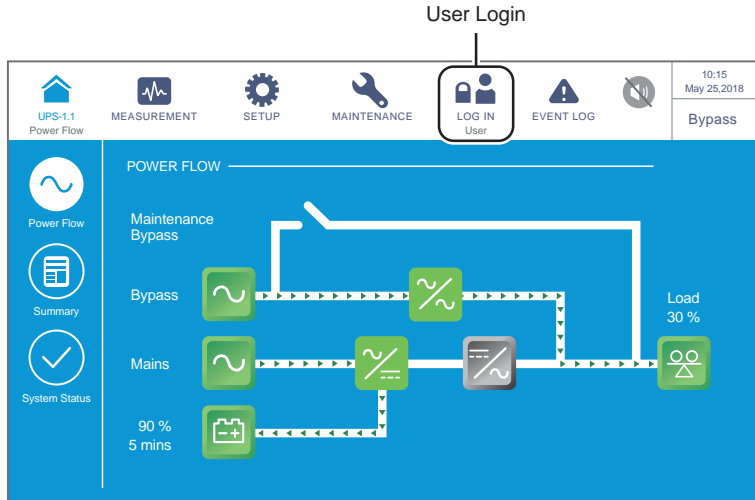 User Login
UPS-1.1
Power Flow
MEASUREMENT
SETUP
MAINTENANCE
LOG IN
User
EVENT LOG
10:15
May 25,2018
Bypass
Power Flow
Summary
System Status
POWER FLOW
Maintenance
Bypass
Bypass
Mains
90 %
5 mins
Load
30 %